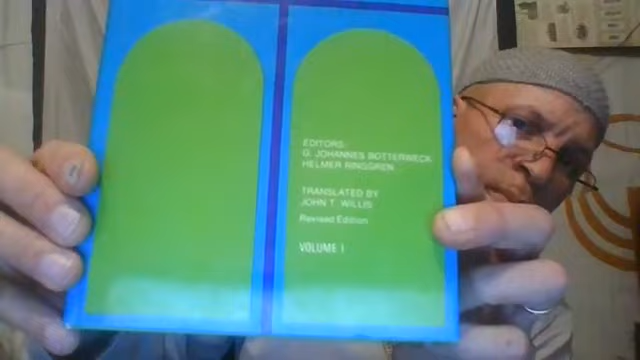 EDITORS:
G. JOHANNES BOTTERWECK
HELMER RINGGREN
TRANSLATED BY
JOHN T. WILLIS
Revised Edition
VOLUME I